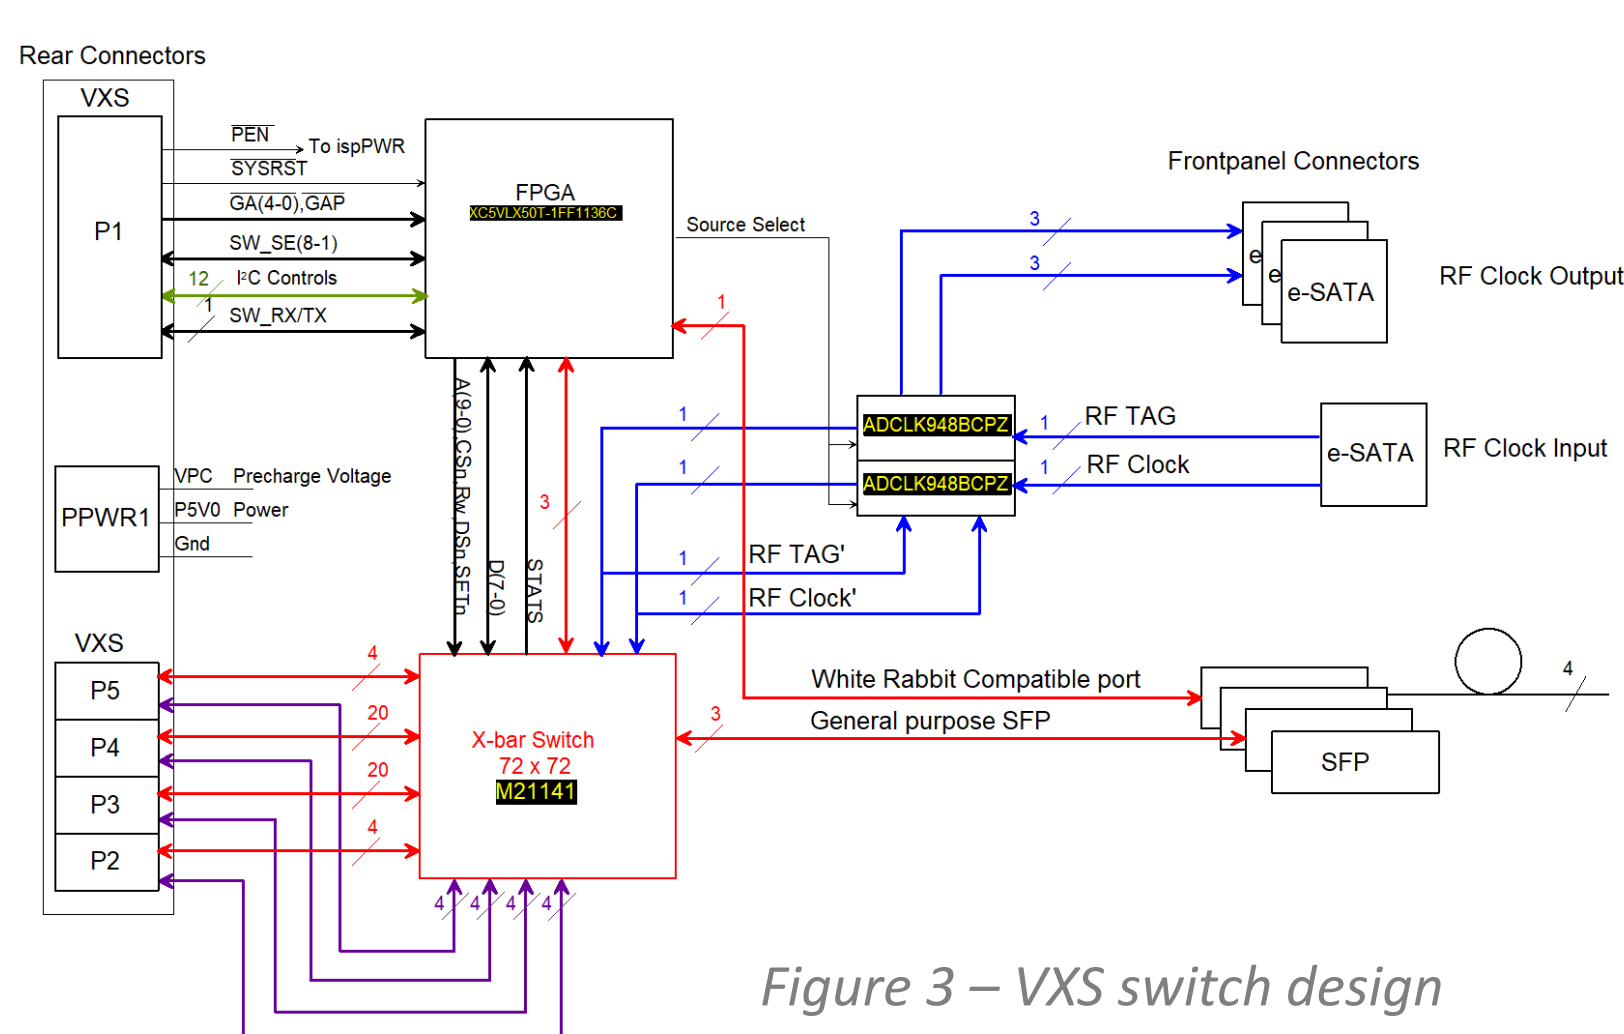 Rear Connectors
VXS
P1
PEN
To ispPWR
SYSRST
GA(4-0),GAP
SW_SE(8-1)
12
I²C Controls
1
SW_RX/TX
FPGA
XC5VLX50T-1FF1136C
Source Select
1
Frontpanel Connectors
3
3
e
e
e-SATA
RF Clock Output
A(9-0),CSn,Rw,DSn,SETn
D(7-0)
STATS
3
1
ADCLK948BCPZ
1
RF TAG
1
ADCLK948BCPZ
1
RF Clock
e-SATA
RF Clock Input
1
RF TAG'
1
RF Clock'
PPWR1
VPC Precharge Voltage
P5V0 Power
Gnd
VXS
P5
P4
P3
P2
4
20
20
4
X-bar Switch
72 x 72
M21141
White Rabbit Compatible port
3
General purpose SFP
SFP
4
4
4
4
4
Figure 3 – VXS switch design